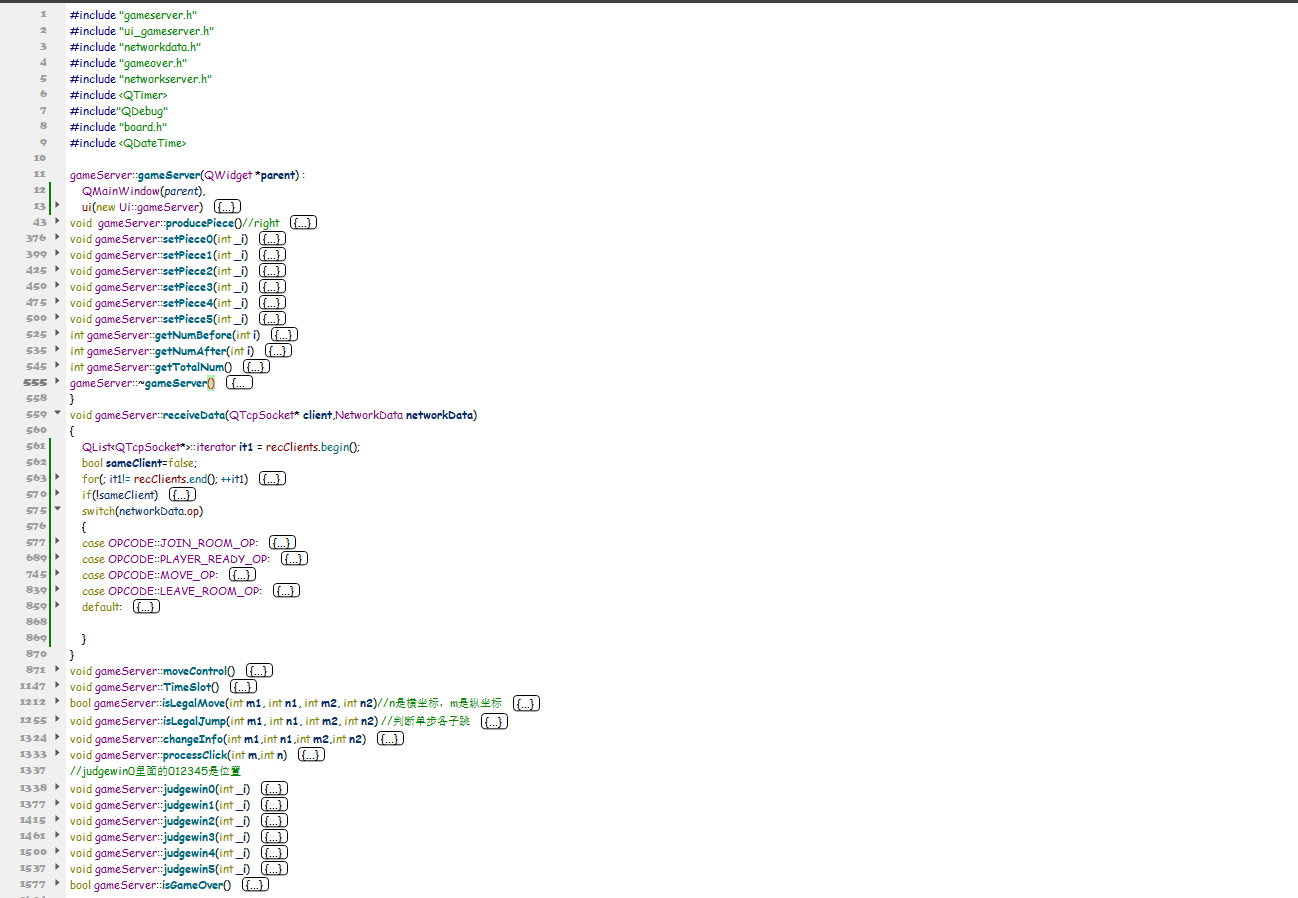 1 #include "gameserver.h"
2 #include "ui_gameserver.h"
3 #include "networkdata.h"
4 #include "gameover.h"
5 #include "networkserver.h"
6 #include <QTimer>
7 #include"QDebug"
8 #include "board.h"
9 #include <QDateTime>
10
11 gameServer::gameServer(QWidget *parent) :
12 QMainWindow(parent),
13 ui(new Ui::gameServer) {...}
43 void gameServer::producePiece()//right {...}
376 void gameServer::setPiece0(int _i) {...}
399 void gameServer::setPiece1(int _i) {...}
425 void gameServer::setPiece2(int _i) {...}
450 void gameServer::setPiece3(int _i) {...}
475 void gameServer::setPiece4(int _i) {...}
500 void gameServer::setPiece5(int _i) {...}
525 int gameServer::getNumBefore(int i) {...}
535 int gameServer::getNumAfter(int i) {...}
545 int gameServer::getTotalNum() {...}
555 gameServer::~gameServer() {...
558 }
559 void gameServer::receiveData(QTcpSocket* client,NetworkData networkData)
560 {
561 QList<QTcpSocket*>::iterator it1 = recClients.begin();
562 bool sameClient=false;
563 for(; it1!= recClients.end(); ++it1) {...}
570 if(!sameClient) {...}
575 switch(networkData.op)
576 {
577 case OPCODE::JOIN_ROOM_OP: {...}
689 case OPCODE::PLAYER_READY_OP: {...}
745 case OPCODE::MOVE_OP: {...}
839 case OPCODE::LEAVE_ROOM_OP: {...}
859 default: {...}
868
869 }
870 }
871 void gameServer::moveControl() {...}
1147 void gameServer::TimeSlot() {...}
1212 bool gameServer::isLegalMove(int m1, int n1, int m2, int n2)//n是横坐标，m是纵坐标 {...}
1255 void gameServer::isLegalJump(int m1, int n1, int m2, int n2) //判断单步各子跳 {...}
1324 void gameServer::changeInfo(int m1,int n1,int m2,int n2) {...}
1333 void gameServer::processClick(int m,int n) {...}
1337 //judgewin0里面的012345是位置
1338 void gameServer::judgewin0(int _i) {...}
1377 void gameServer::judgewin1(int _i) {...}
1415 void gameServer::judgewin2(int _i) {...}
1461 void gameServer::judgewin3(int _i) {...}
1500 void gameServer::judgewin4(int _i) {...}
1537 void gameServer::judgewin5(int _i) {...}
1577 bool gameServer::isGameOver() {...}